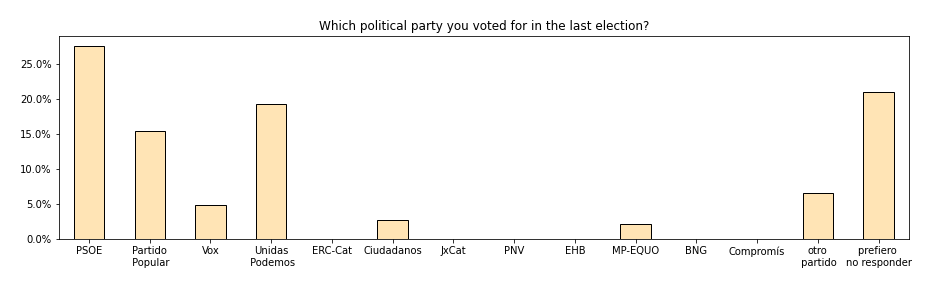 Which political party you voted for in the last election?
25.0%
20.0%
15.0%
10.0%
5.0%
0.0%
PSOE
Partido
Popular
Vox
Unidas
Podemos
ERC-Cat
Ciudadanos
JxCat
PNV
EHB
MP-EQUO
BNG
Compromís
otro
partido
prefiero
no responder